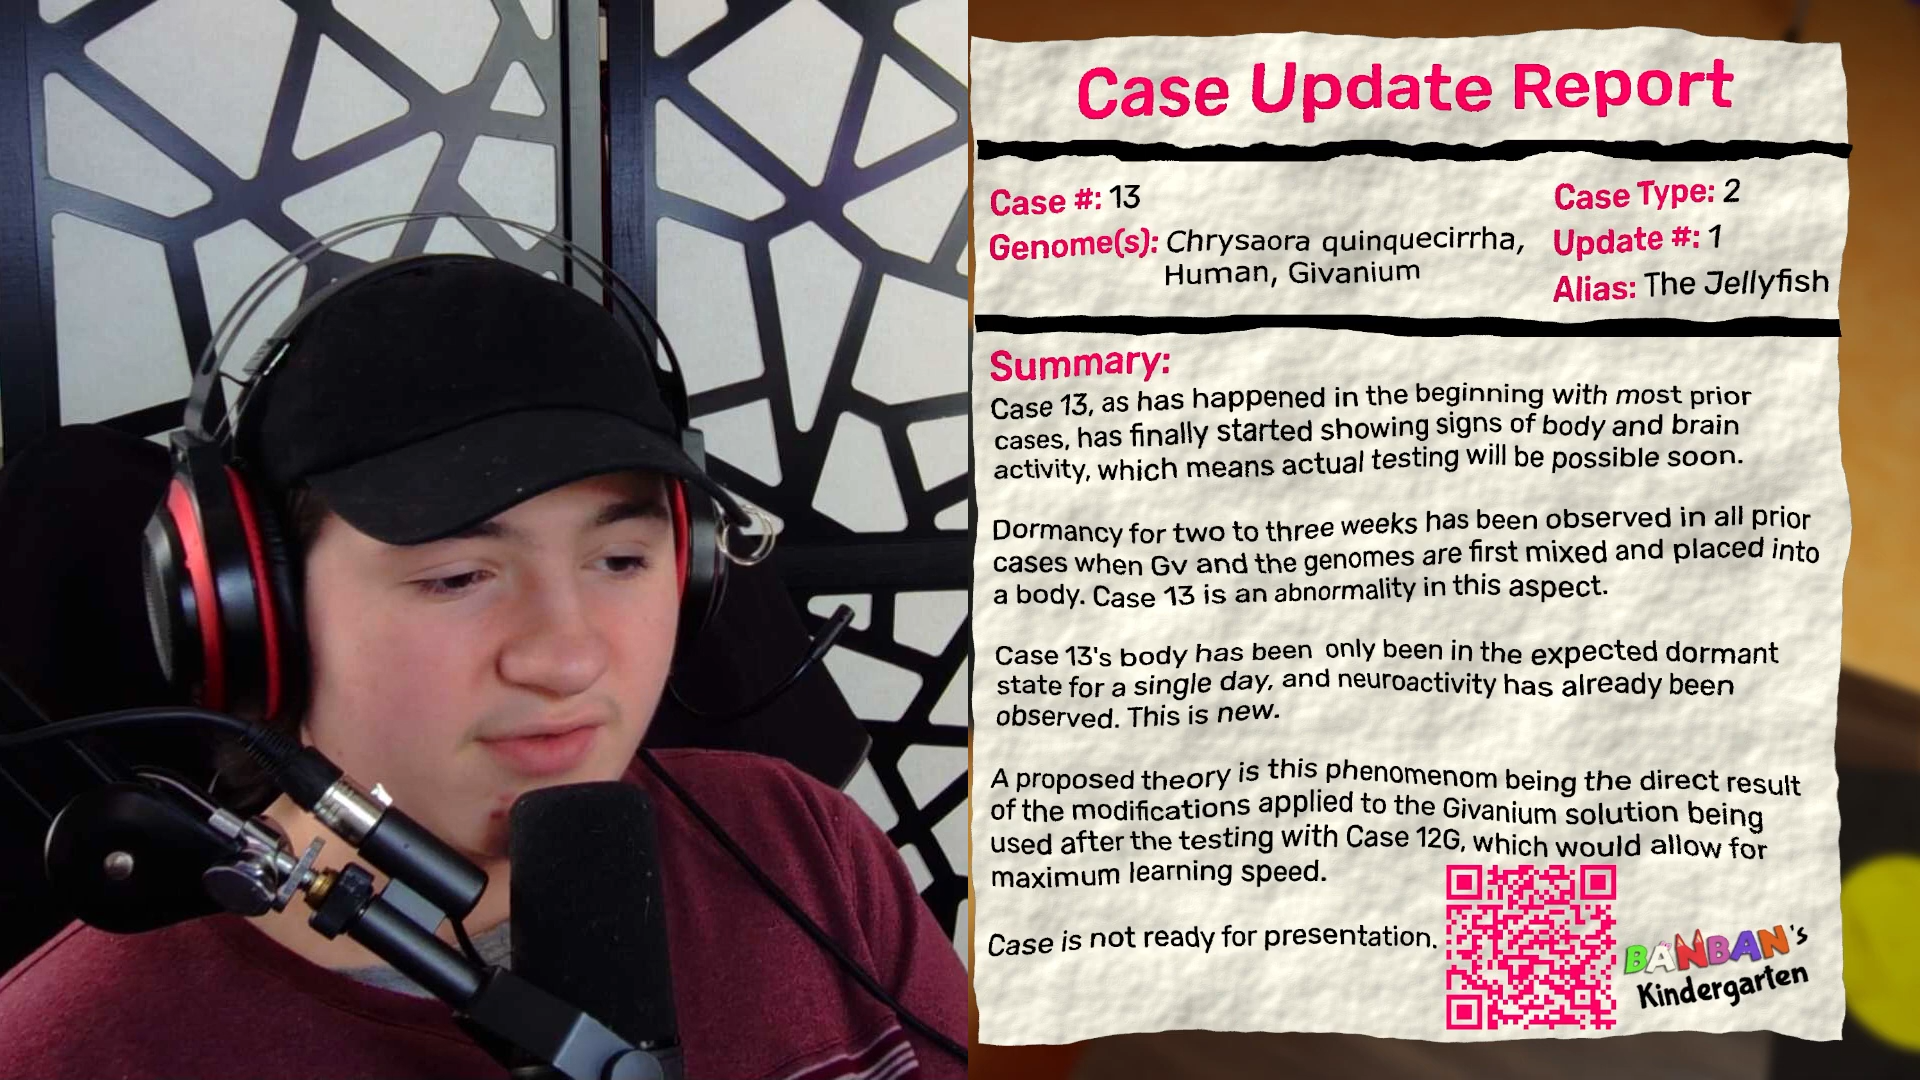 Case Update Report
Case #: 13
Case Type: 2
Genome(s): Chrysaora quinquecirrha,
Human, Givanium
Update #: 1
Alias: The Jellyfish
Summary:
Case 13, as has happened in the beginning with most prior
cases, has finally started showing signs of body and brain
activity, which means actual testing will be possible soon.
Dormancy for two to three weeks has been observed in all prior
cases when Gv and the genomes are first mixed and placed into
a body. Case 13 is an abnormality in this aspect.
Case 13's body has been only been in the expected dormant
state for a single day, and neuroactivity has already been
observed. This is new.
A proposed theory is this phenomenom being the direct result
of the modifications applied to the Givanium solution being
used after the testing with Case 12G, which would allow for
maximum learning speed.
Case is not ready for presentation.
BANBAN's
Kindergarten